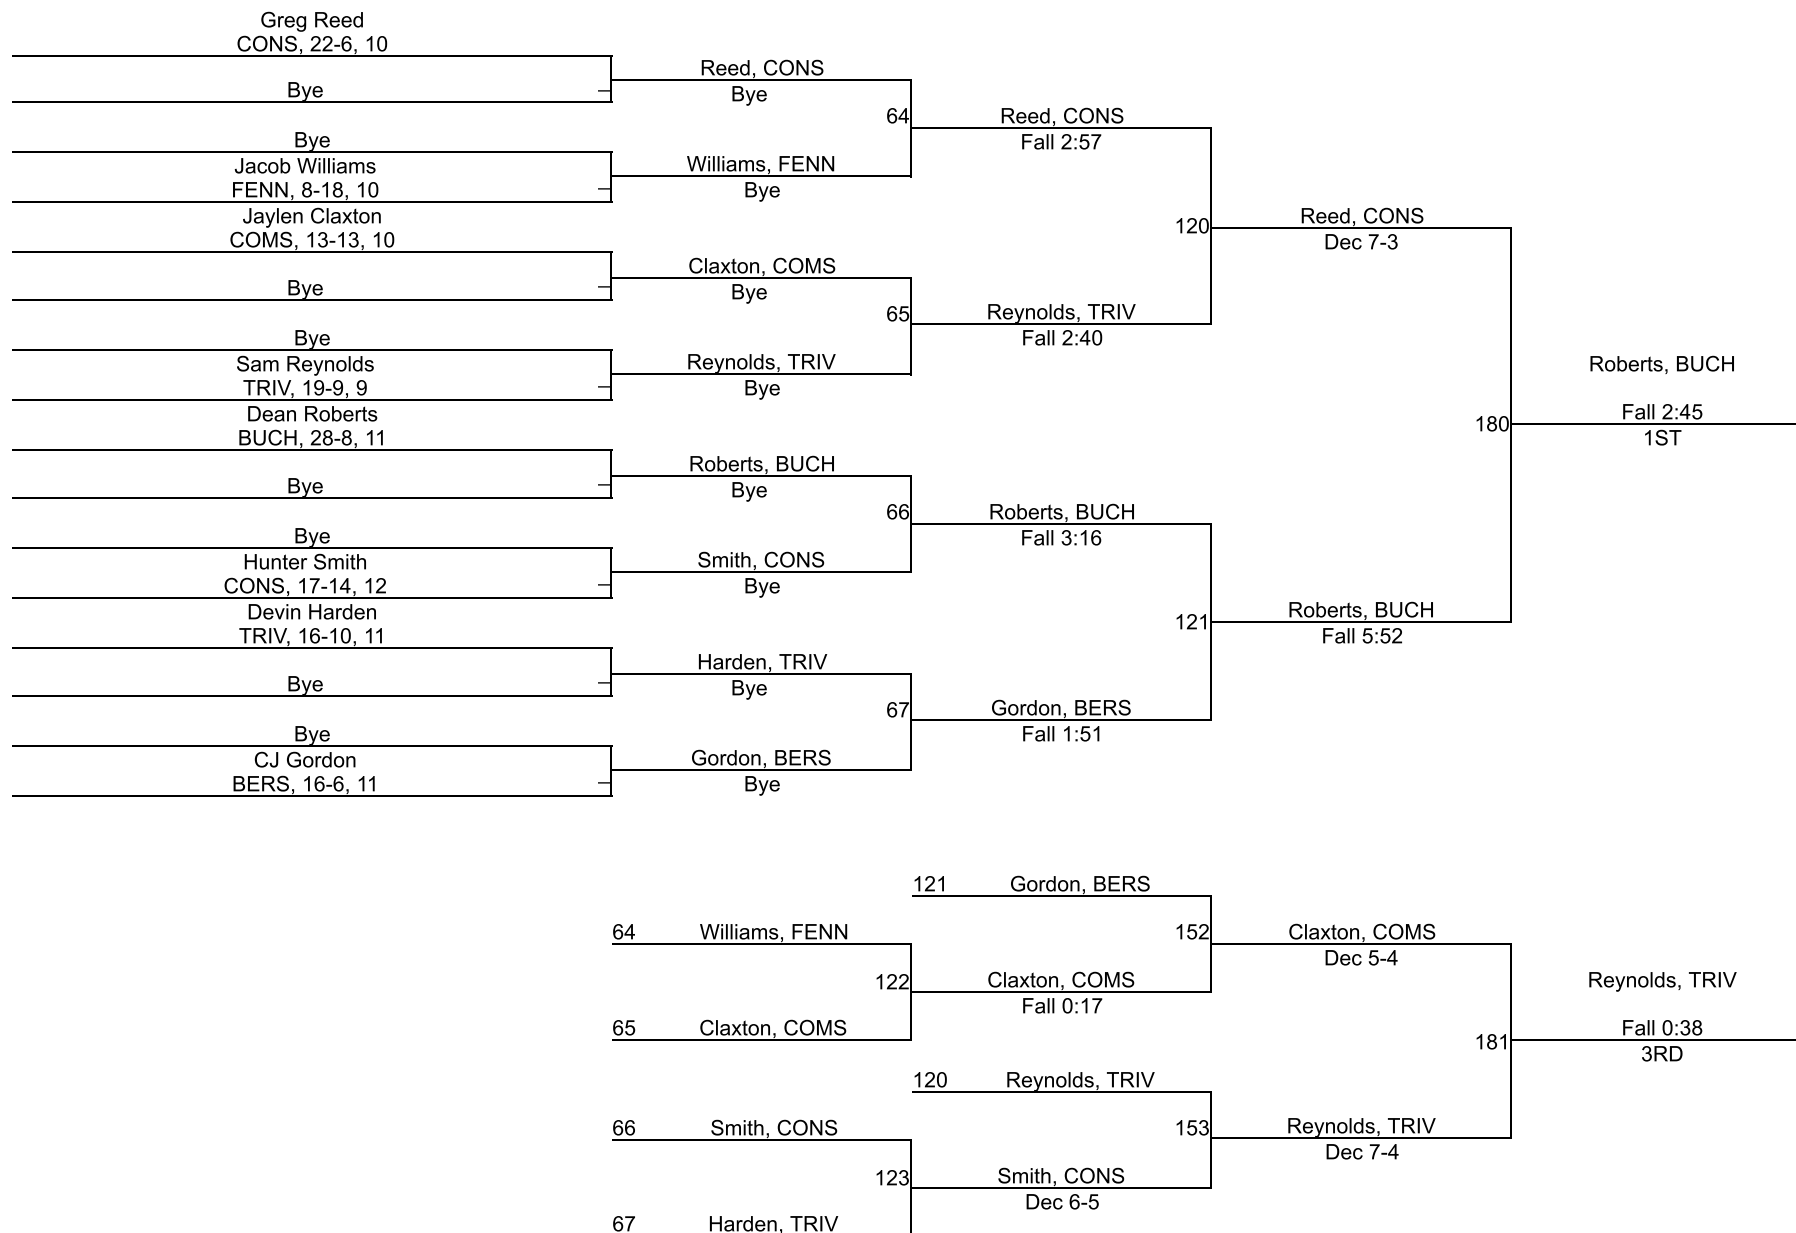 Greg Reed
CONS, 22-6, 10
Bye
Bye
Jacob Williams
FENN, 8-18, 10
Jaylen Claxton
COMS, 13-13, 10
Bye
Bye
Sam Reynolds
TRIV, 19-9, 9
Dean Roberts
BUCH, 28-8, 11
Bye
Bye
Hunter Smith
CONS, 17-14, 12
Devin Harden
TRIV, 16-10, 11
Bye
Bye
CJ Gordon
BERS, 16-6, 11
Reed, CONS
Bye
64
Williams, FENN
Bye
Claxton, COMS
Bye
65
Reynolds, TRIV
Bye
Roberts, BUCH
Bye
66
Smith, CONS
Bye
Harden, TRIV
Bye
67
Gordon, BERS
Bye
Reed, CONS
Fall 2:57
120
Reynolds, TRIV
Fall 2:40
Roberts, BUCH
Fall 3:16
121
Gordon, BERS
Fall 1:51
Reed, CONS
Dec 7-3
180
Roberts, BUCH
Fall 5:52
Roberts, BUCH
Fall 2:45
1ST
121 Gordon, BERS
64 Williams, FENN
152
Claxton, COMS
Dec 5-4
122
Claxton, COMS
Fall 0:17
65 Claxton, COMS
Reynolds, TRIV
Fall 0:38
181
3RD
120 Reynolds, TRIV
66 Smith, CONS
153
Reynolds, TRIV
Dec 7-4
123
Smith, CONS
Dec 6-5
67 Harden, TRIV